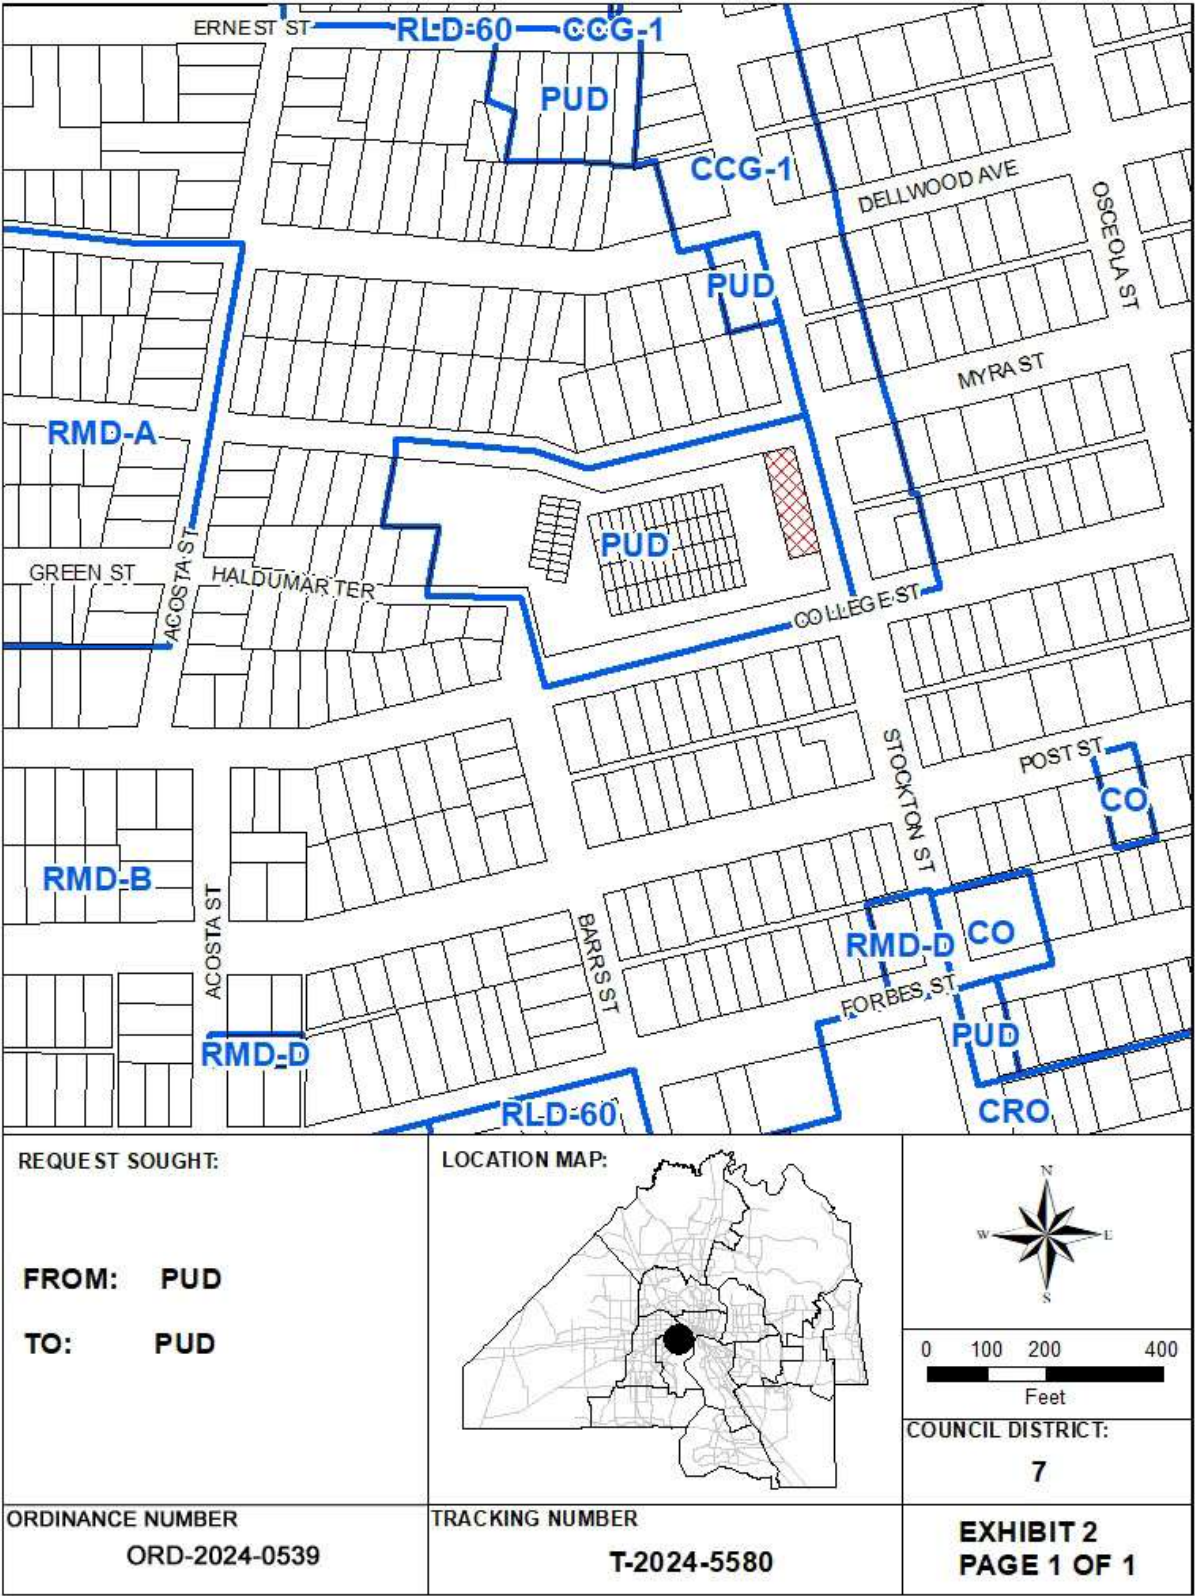 ERNEST ST
RLD-60
CCG-1
PUD
CCG-1
DELLWOOD AVE
OSCEOLA ST
PUD
MYRA ST
RMD-A
PUD
ACOSTA ST
GREEN ST
HALDUMAR TER
COLLEGE ST
STOCKTON ST
POST ST
CO
RMD-B
ACOSTA ST
BARRS ST
RMD-D
CO
FORBES ST
PUD
RMD-D
RLD-60
CRO
REQUEST SOUGHT:
FROM: PUD
TO: PUD
LOCATION MAP:
N
W
E
S
0 100 200 400
Feet
COUNCIL DISTRICT:
7
ORDINANCE NUMBER
ORD-2024-0539
TRACKING NUMBER
T-2024-5580
EXHIBIT 2
PAGE 1 OF 1